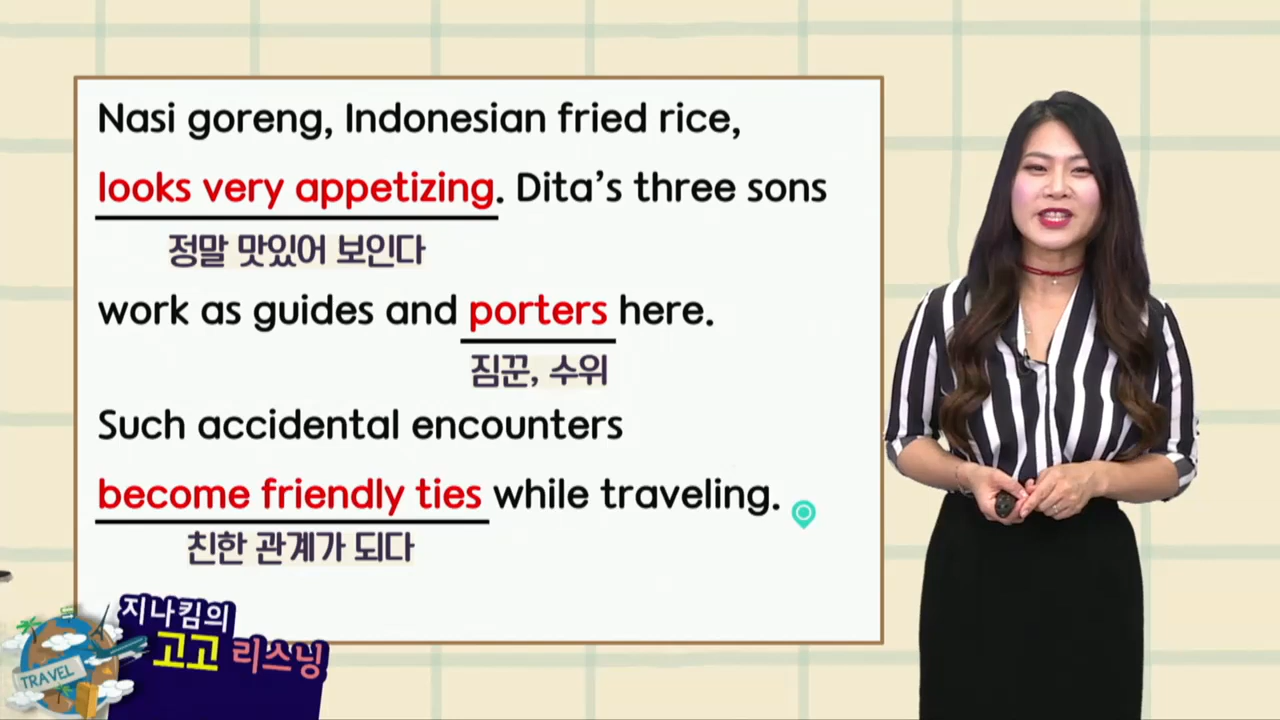 Nasi goreng, Indonesian fried rice,
looks very appetizing. Dita's three sons
정말 맛있어 보인다
work as guides and porters here.
짐꾼, 수위
Such accidental encounters
become friendly ties while traveling.
친한 관계가 되다
지나킴의
고고 리스닝
TRAVEL